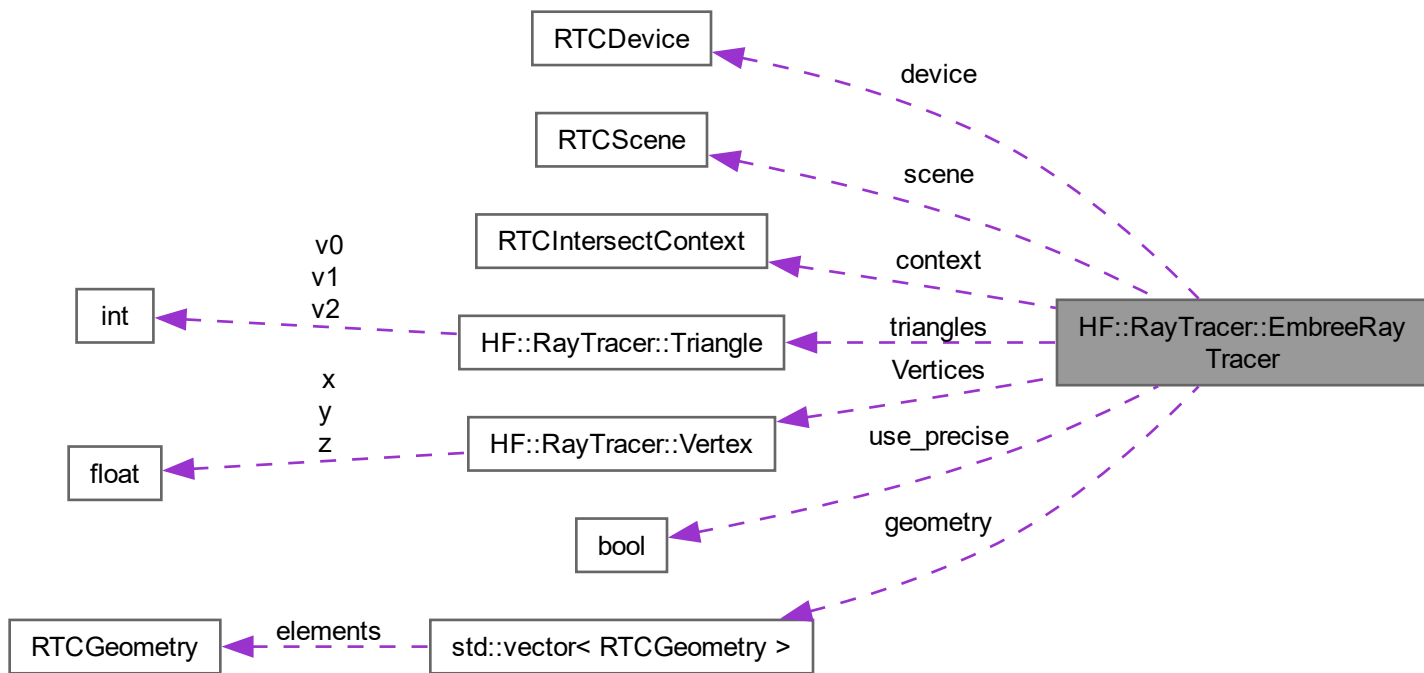 RTCDevice
device
RTCScene
scene
RTCIntersectContext
context
v0
v1
v2
int
HF::RayTracer::Triangle
triangles
HF::RayTracer::EmbreeRay
Tracer
Vertices
x
y
z
float
HF::RayTracer::Vertex
use_precise
bool
geometry
RTCGeometry
elements
std::vector< RTCGeometry >